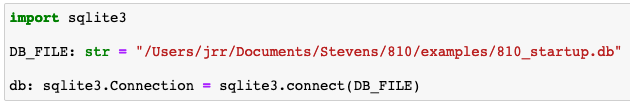 import sqlite3
DB_FILE: str = "/Users/jrr/Documents/Stevens/810/examples/810_startup.db"
db: sqlite3.Connection = sqlite3.connect(DB_FILE)